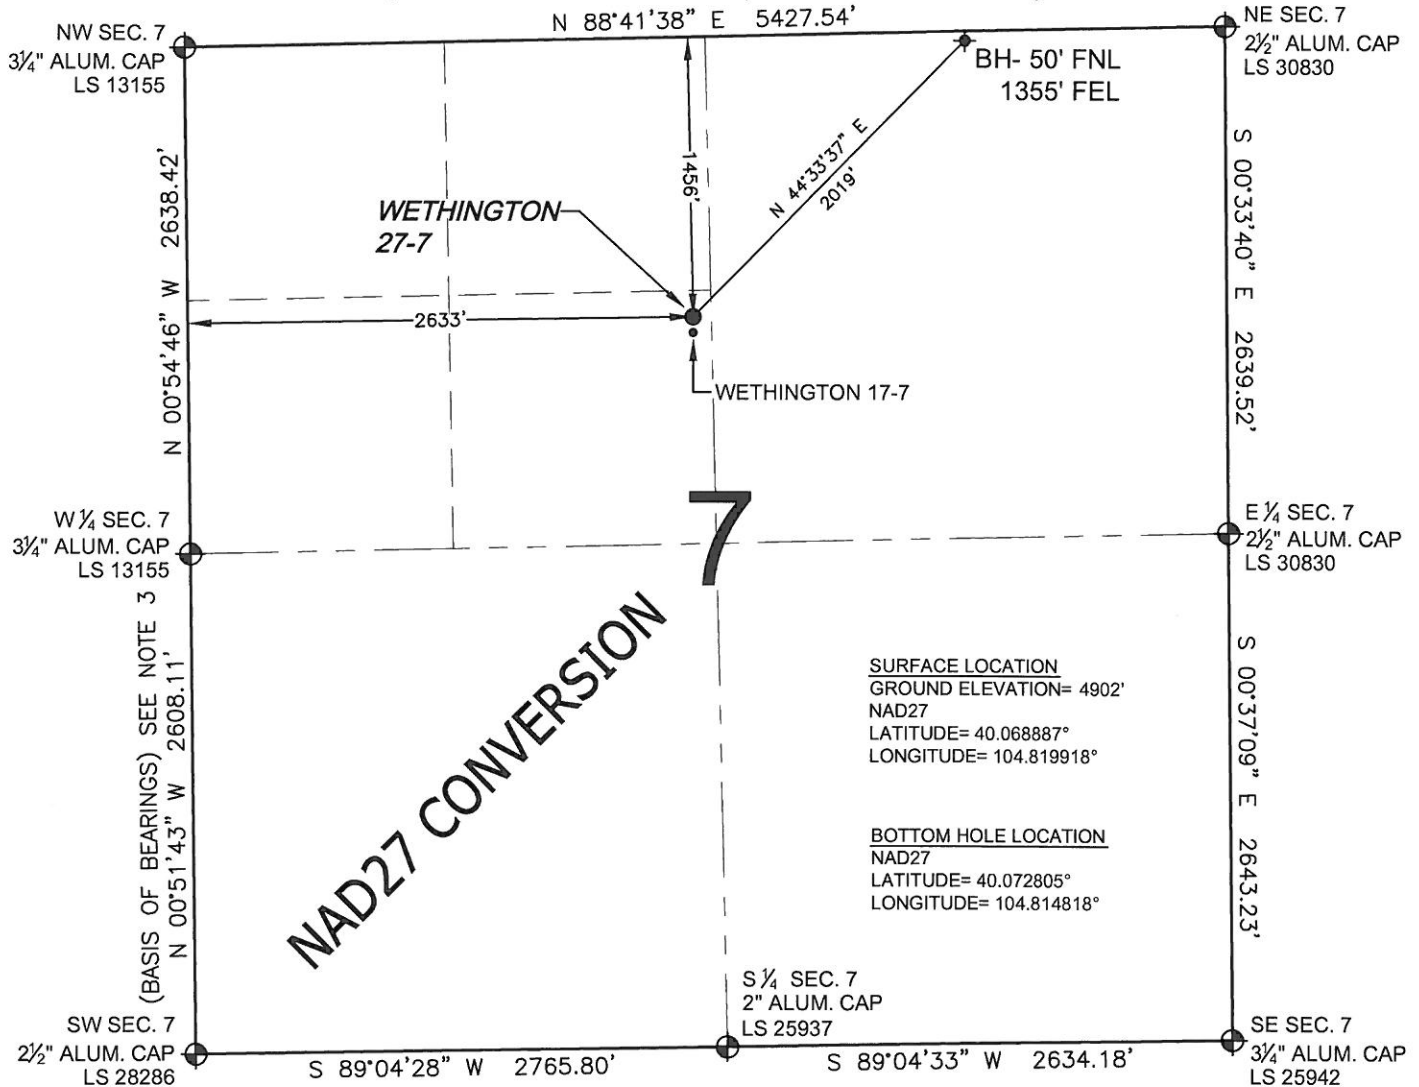 N 88°41'38" E 5427.54'
NW SEC. 7
3¼" ALUM. CAP
LS 13155
NE SEC. 7
2½" ALUM. CAP
LS 30830
BH- 50' FNL
1355' FEL
N 00°54'46" W 2638.42'
1456'
N 44°33'37" E
2019'
S 00°33'40" E 2639.52'
WETHINGTON
27-7
2633'
WETHINGTON 17-7
7
W ¼ SEC. 7
3¼" ALUM. CAP
LS 13155
E ¼ SEC. 7
2½" ALUM. CAP
LS 30830
(BASIS OF BEARINGS) SEE NOTE 3
N 00°51'43" W 2608.11'
NAD27 CONVERSION
SURFACE LOCATION
GROUND ELEVATION= 4902'
NAD27
LATITUDE= 40.068887°
LONGITUDE= 104.819918°
BOTTOM HOLE LOCATION
NAD27
LATITUDE= 40.072805°
LONGITUDE= 104.814818°
S 00°37'09" E 2643.23'
S ¼ SEC. 7
2" ALUM. CAP
LS 25937
SW SEC. 7
2½" ALUM. CAP
LS 28286
S 89°04'28" W 2765.80'
S 89°04'33" W 2634.18'
SE SEC. 7
3¼" ALUM. CAP
LS 25942